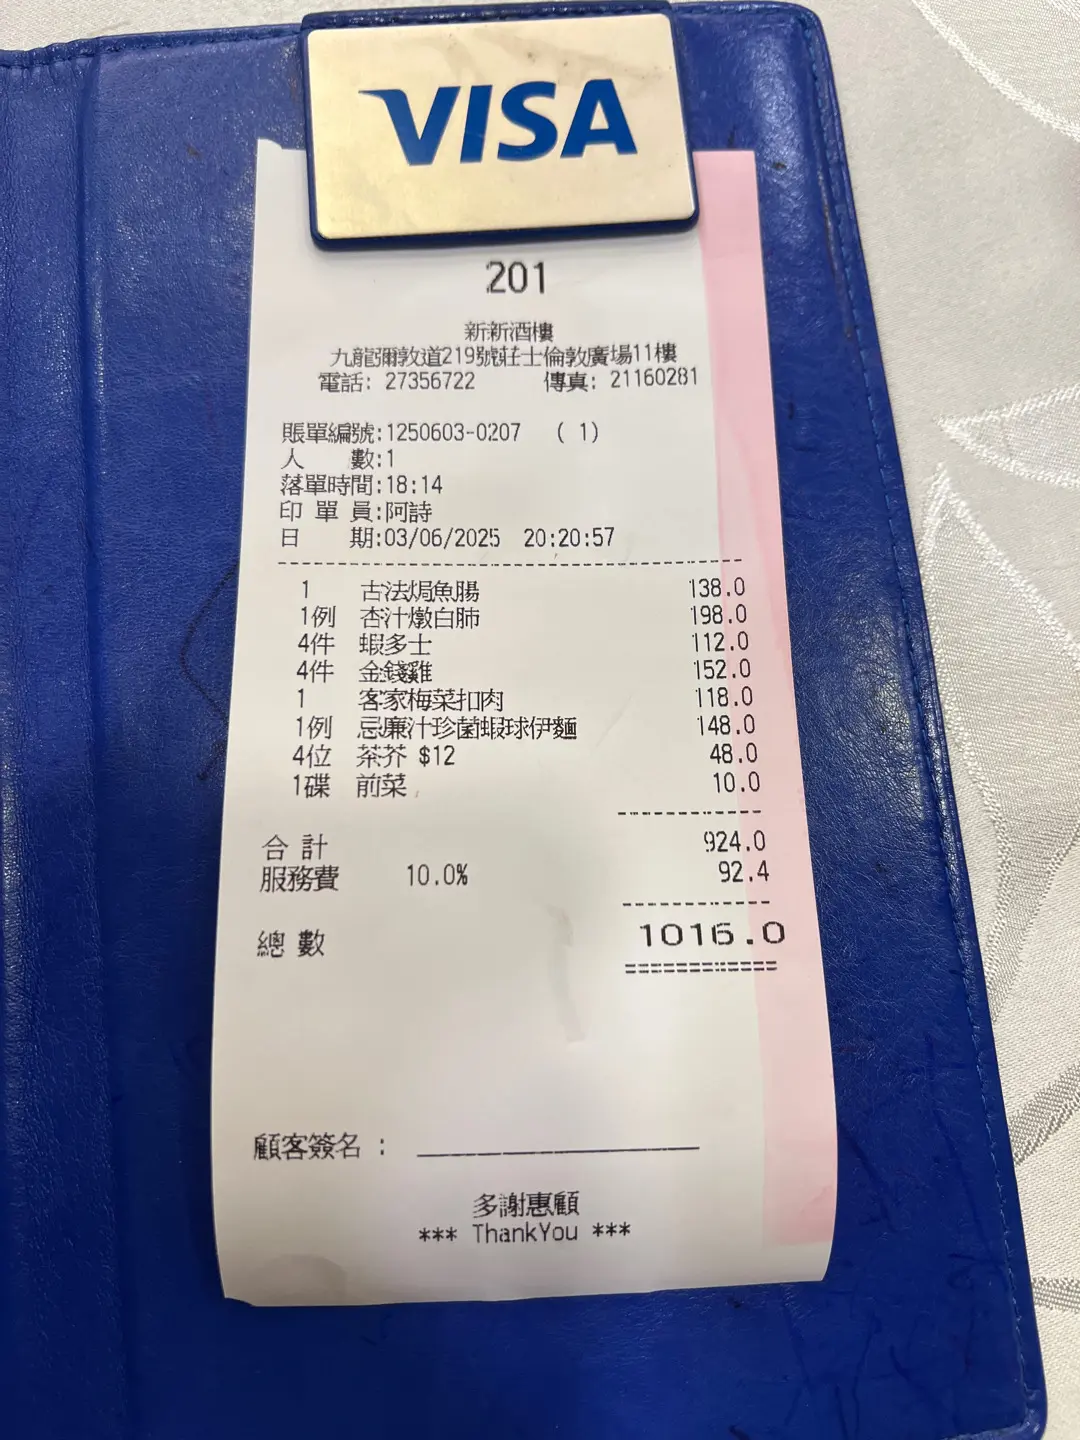 VISA
201
新新酒樓
九龍彌敦道219號莊士倫敦廣場11樓
電話: 27356722 傳真: 21160281
賬單編號:1250603-0207 ( 1)
人 數:1
落單時間:18:14
印 單 員:阿詩
日 期:03/06/2025 20:20:57
1 古法焗魚腸 138.0
1例 杏汁燉白肺 198.0
4件 蝦多士 112.0
4件 金錢雞 152.0
1 客家梅菜扣肉 118.0
1例 忌廉汁珍菌蝦球伊麵 148.0
4位 茶芥 $12 48.0
1碟 前菜 10.0
合 計 924.0
服務費 10.0% 92.4
總 數 1016.0
顧客簽名 :
多謝惠顧
*** ThankYou ***